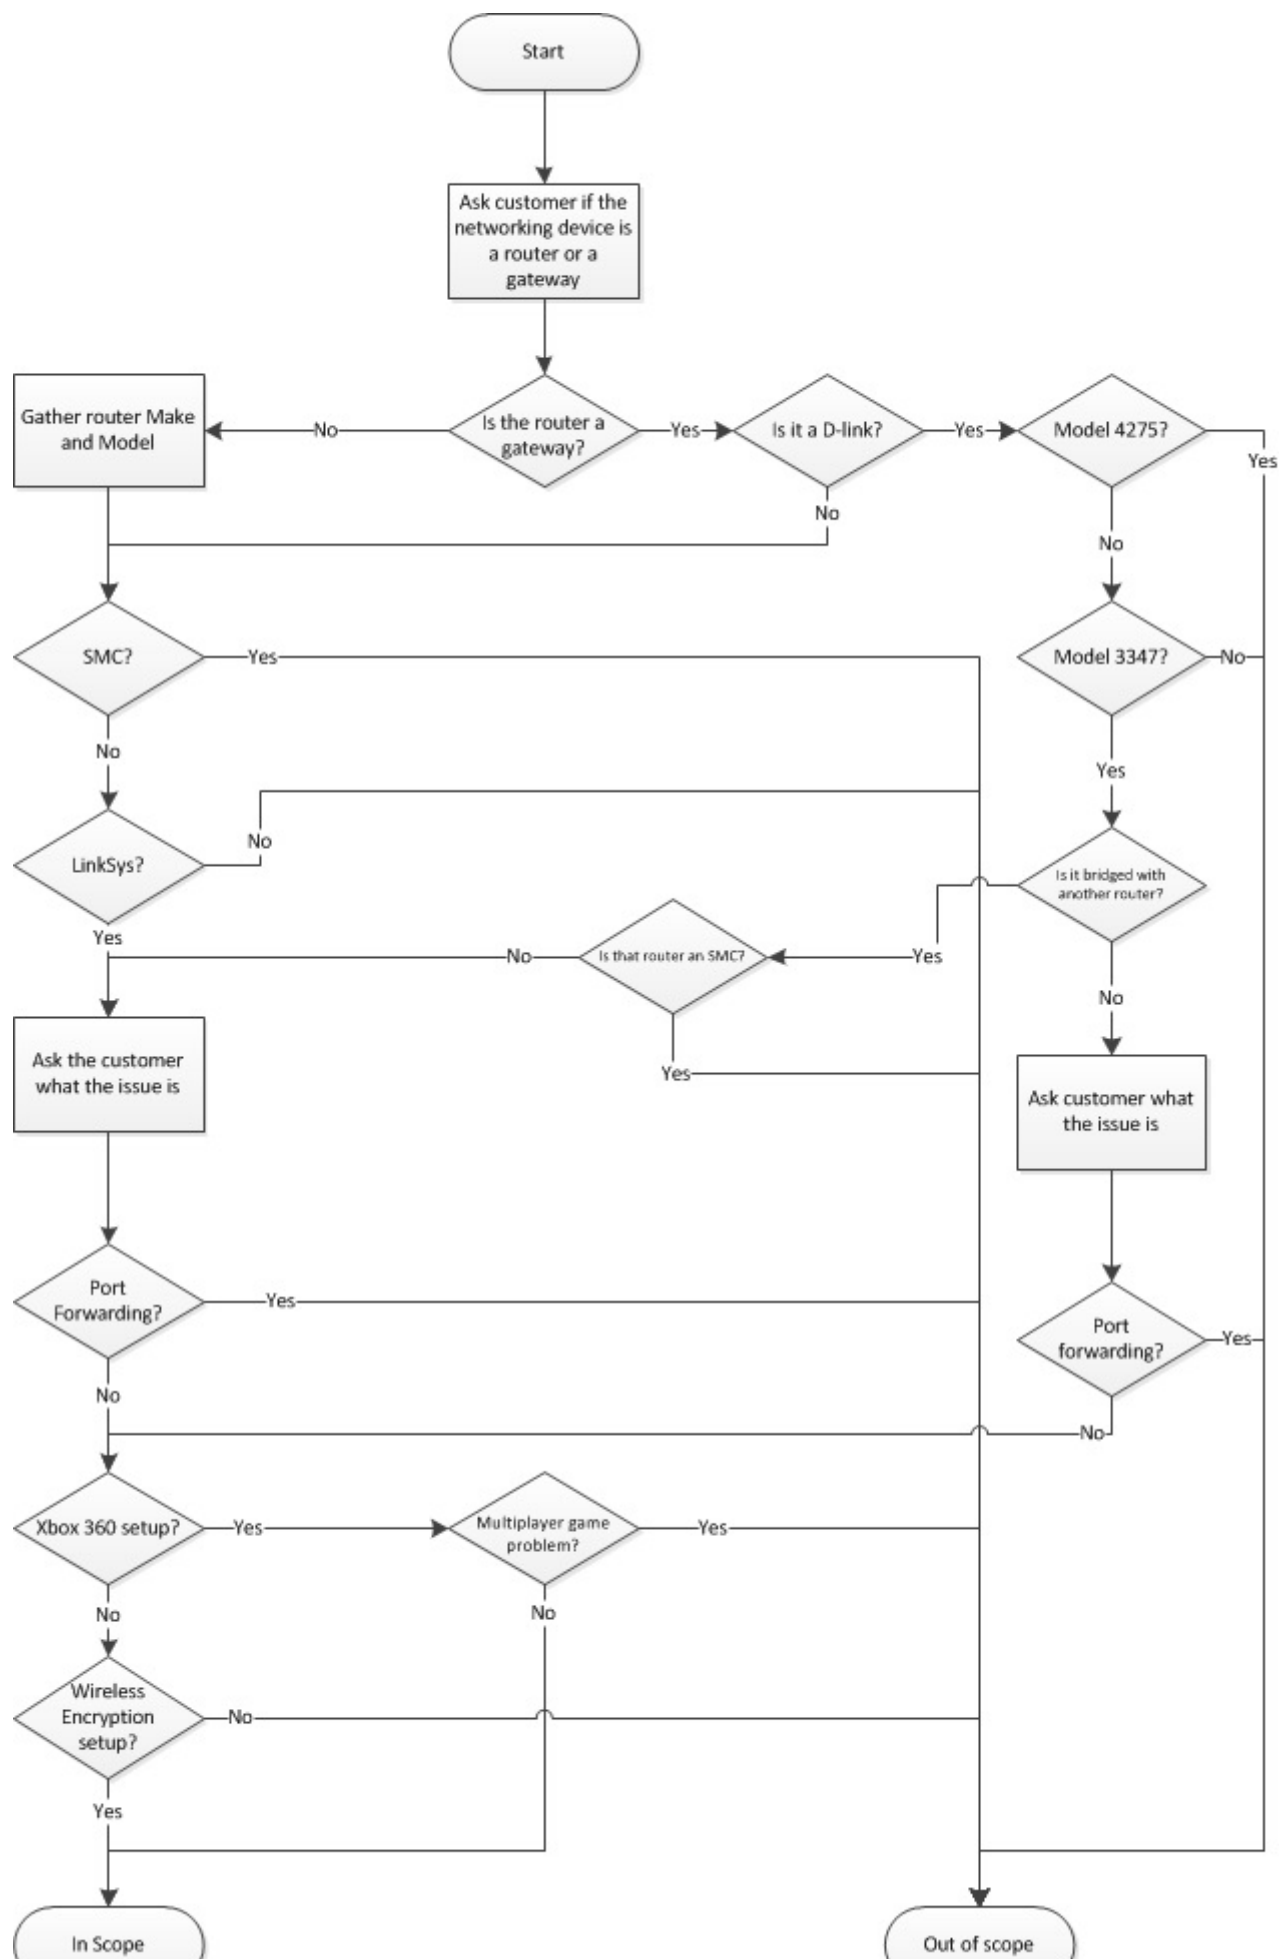 Start
Ask customer if the
networking device is
a router or a
gateway
Gather router Make
and Model
No
Is the router a
gateway?
Yes
Is it a D-link?
Yes
Model 4275?
Yes
No
No
SMC?
Yes
Model 3347?
No
No
Yes
LinkSys?
No
Is it bridged with
another router?
Yes
No
Is that router an SMC?
Yes
No
Ask the customer
what the issue is
Yes
Ask customer what
the issue is
Port
Forwarding?
Yes
Port
forwarding?
Yes
No
No
Xbox 360 setup?
Yes
Multiplayer game
problem?
Yes
No
No
Wireless
Encryption
setup?
No
Yes
In Scope
Out of scope